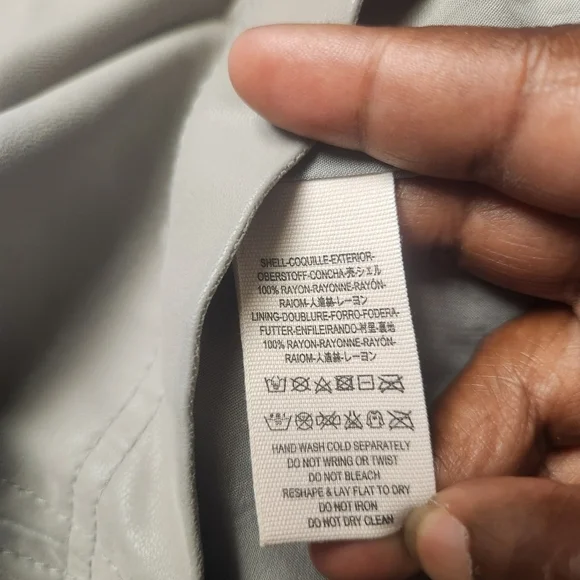 SHELL-COQUILLE-EXTERIOR-
OBERSTOFF-CONCHA-売-シェル
100% RAYON-RAYONNE-RAYÓN-
RAIOM-人造絲-レーヨン
LINING-DOUBLURE-FORRO-FODERA-
FUTTER-ENFILEIRANDO-村里-裏地
100% RAYON-RAYONNE-RAYÓN-
RAIOM-人造絲-レーヨン
HAND WASH COLD SEPARATELY
DO NOT WRING OR TWIST
DO NOT BLEACH
RESHAPE & LAY FLAT TO DRY
DO NOT IRON
DO NOT DRY CLEAN